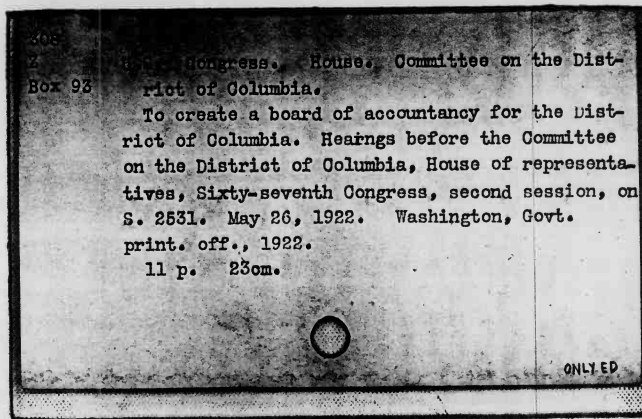 308
Z
Box 93
U.S. Congress. House. Committee on the Dist-
rict of Columbia.
To create a board of accountancy for the Dist-
rict of Columbia. Hearngs before the Committee
on the District of Columbia, House of representa-
tives, Sixty-seventh Congress, second session, on
S. 2531. May 26, 1922. Washington, Govt.
print. off., 1922.
11 p. 23cm.
ONLY ED